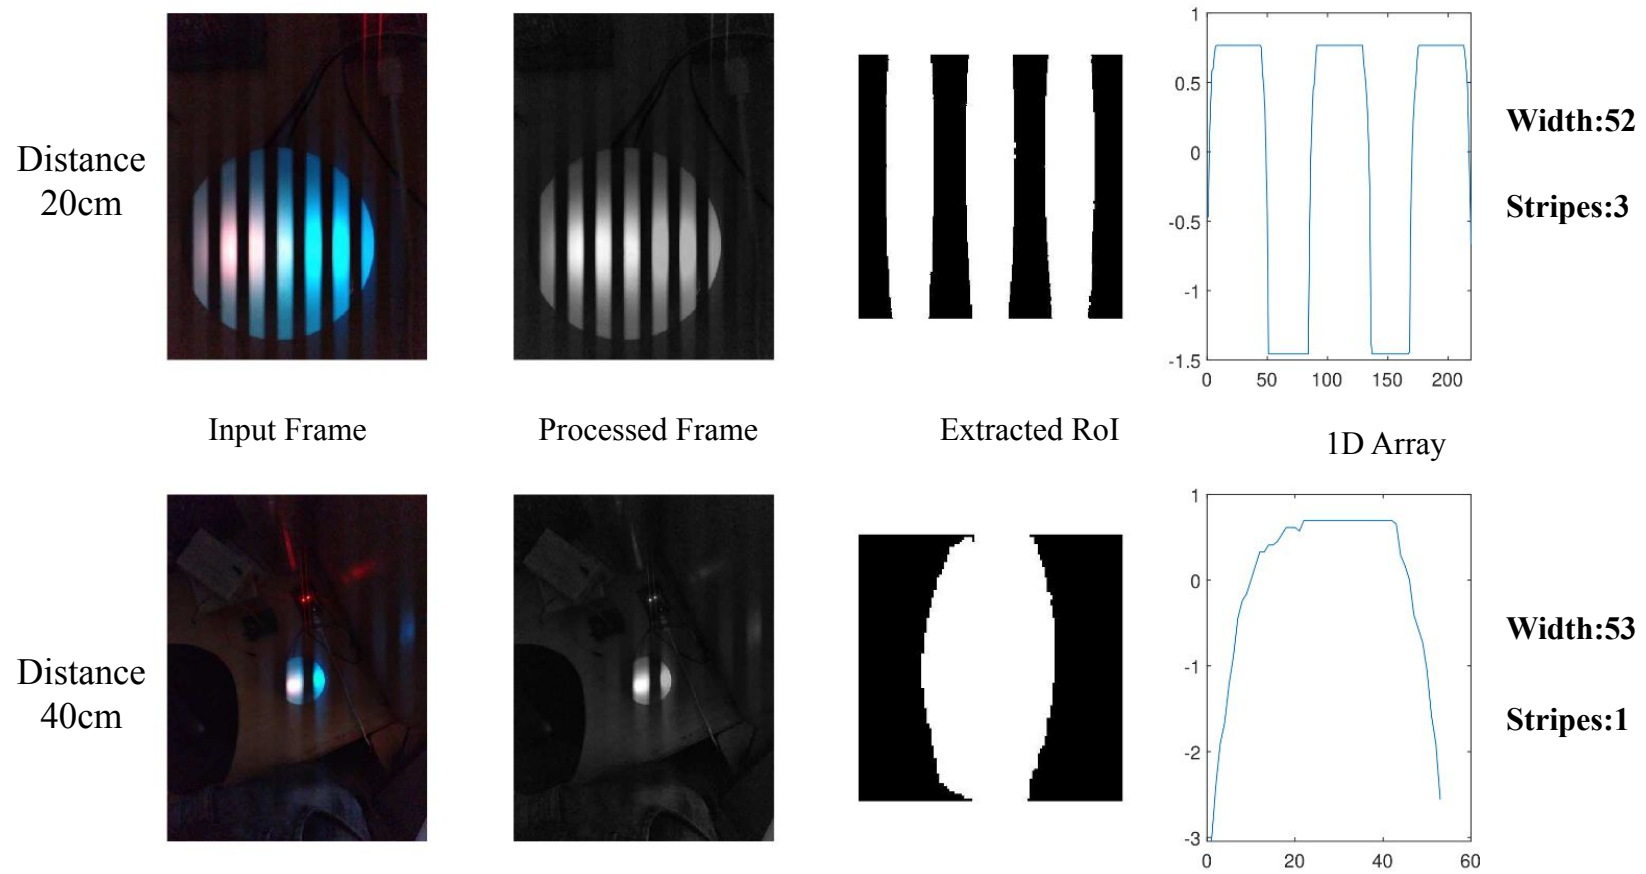 Distance
20cm
1
0.5
0
-0.5
-1
-1.5
0 50 100 150 200
Width:52
Stripes:3
Input Frame
Processed Frame
Extracted RoI
1D Array
Distance
40cm
1
0
-1
-2
-3
0 20 40 60
Width:53
Stripes:1